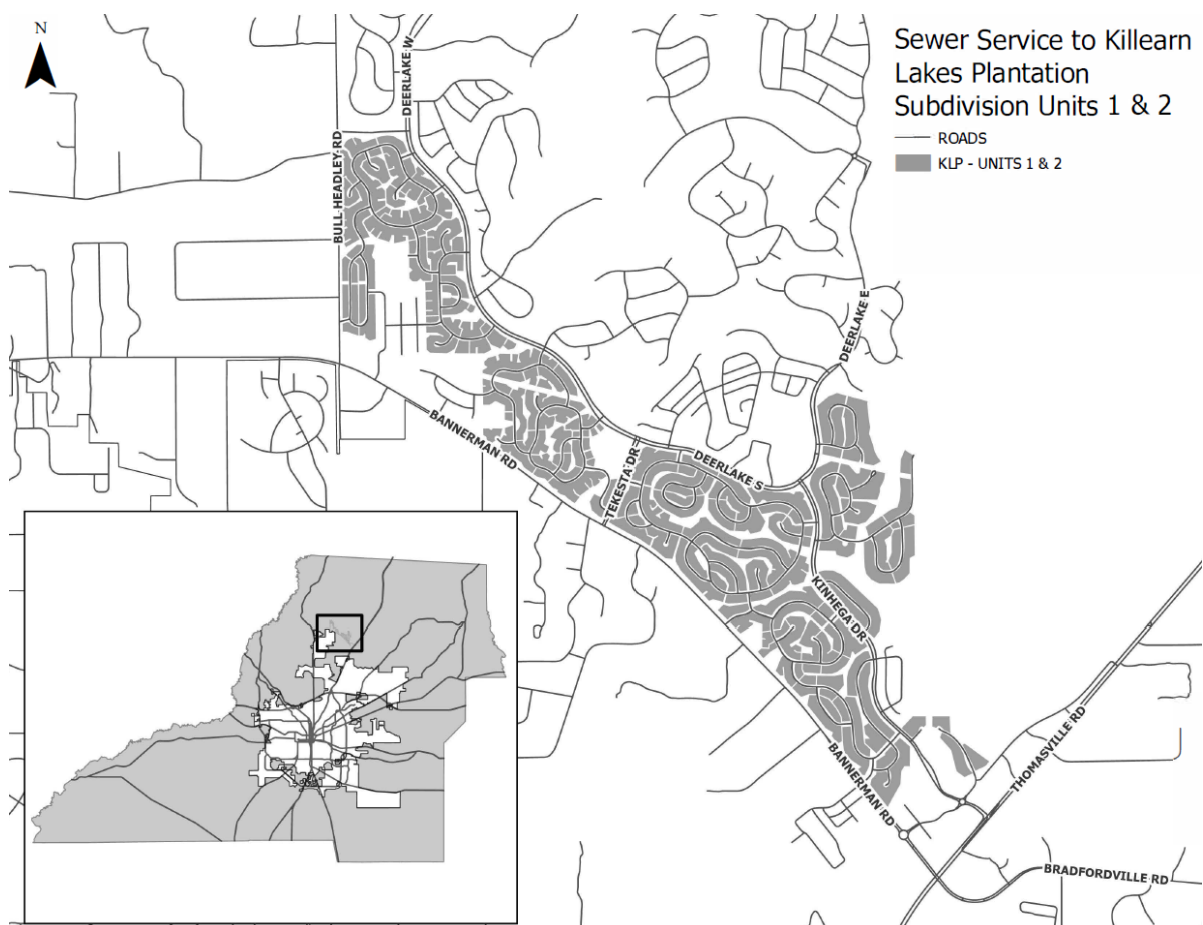 N
Sewer Service to Killearn
Lakes Plantation
Subdivision Units 1 & 2
ROADS
KLP - UNITS 1 & 2
DEERLAKE W
BULL HEADLEY RD
DEERLAKE E
BANNERMAN RD
TEKESTA DR
DEERLAKE S
KINHEGA DR
THOMASVILLE RD
BANNERMAN RD
BRADFORDVILLE RD